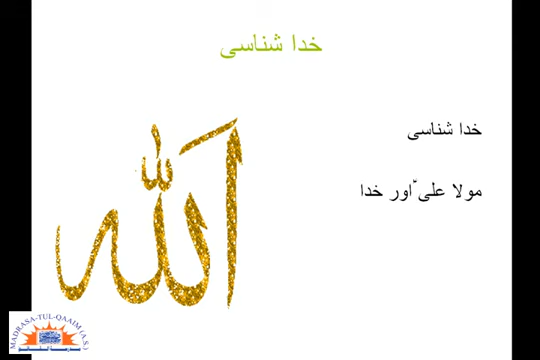 خدا شناسی
خدا شناسی
مولا علیؑ اور خدا
الله
MADRASA-TUL-QAAIM (A.S.)